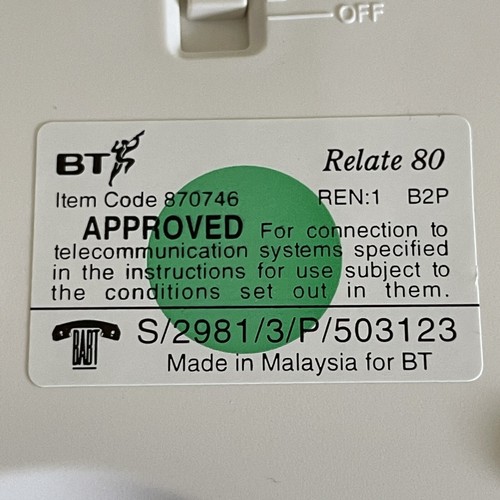 OFF
BT Relate 80
Item Code 870746 REN:1 B2P
APPROVED For connection to
telecommunication systems specified
in the instructions for use subject to
the conditions set out in them.
BABT S/2981/3/P/503123
Made in Malaysia for BT